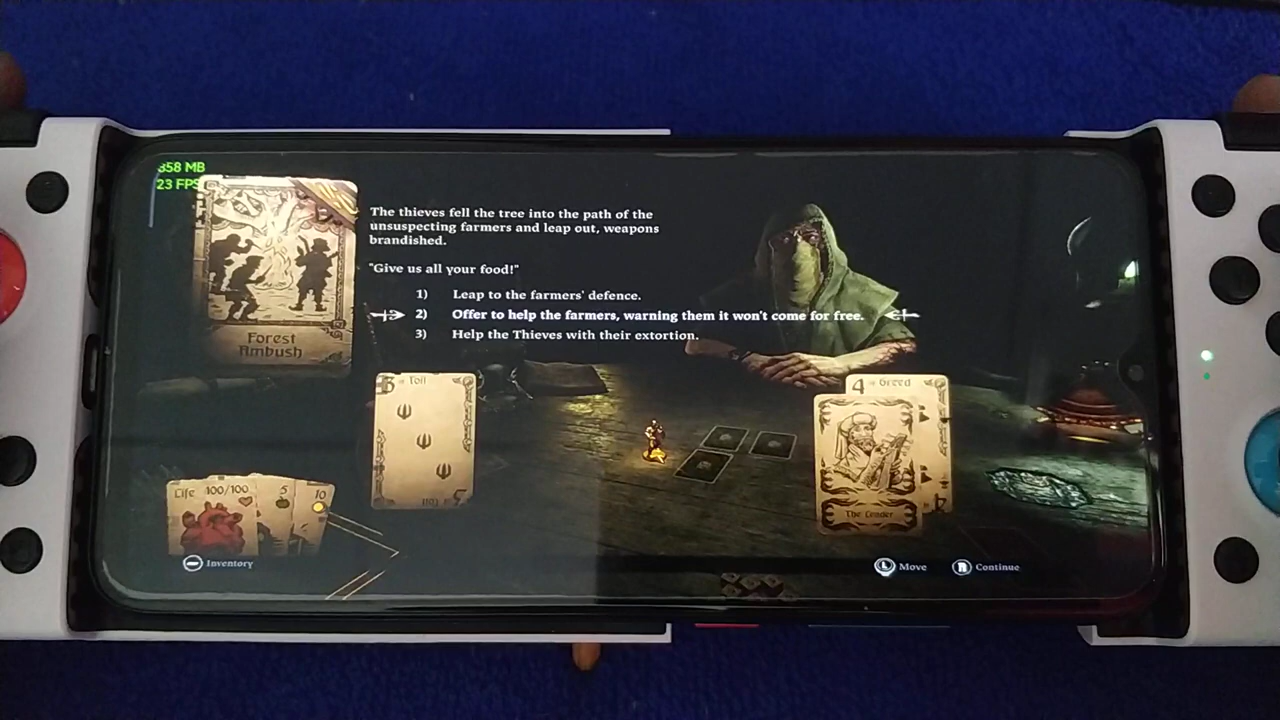 358 MB
23 FPS
The thieves fell the tree into the path of the
unsuspecting farmers and leap out, weapons
brandished.
"Give us all your food!"
1) Leap to the farmers' defence.
2) Offer to help the farmers, warning them it won't come for free.
3) Help the Thieves with their extortion.
Forest
Ambush
Toil
4 Greed
The Lender
4
Life 100/100 5 10
Inventory
L Move
Continue